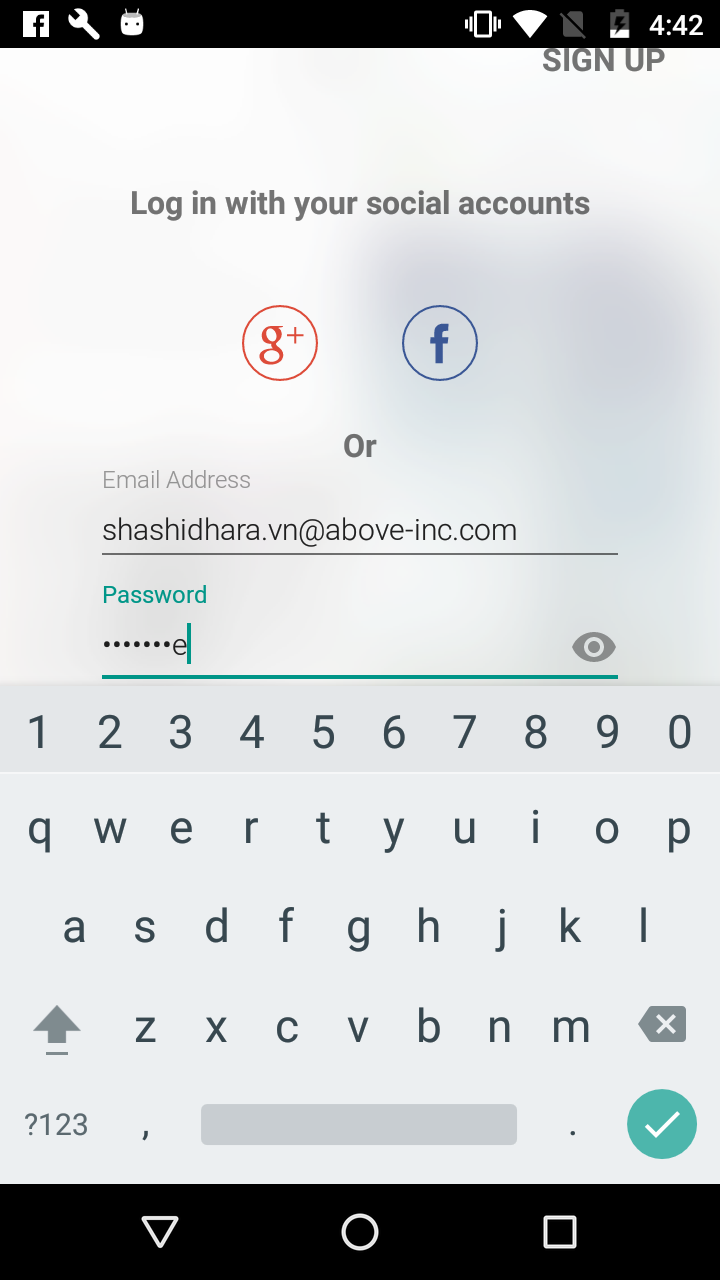 4:42
SIGN UP
Log in with your social accounts
g+ f
Or
Email Address
shashidhara.vn@above-inc.com
Password
•••••••e
1 2 3 4 5 6 7 8 9 0
q w e r t y u i o p
a s d f g h j k l
z x c v b n m
?123 , .